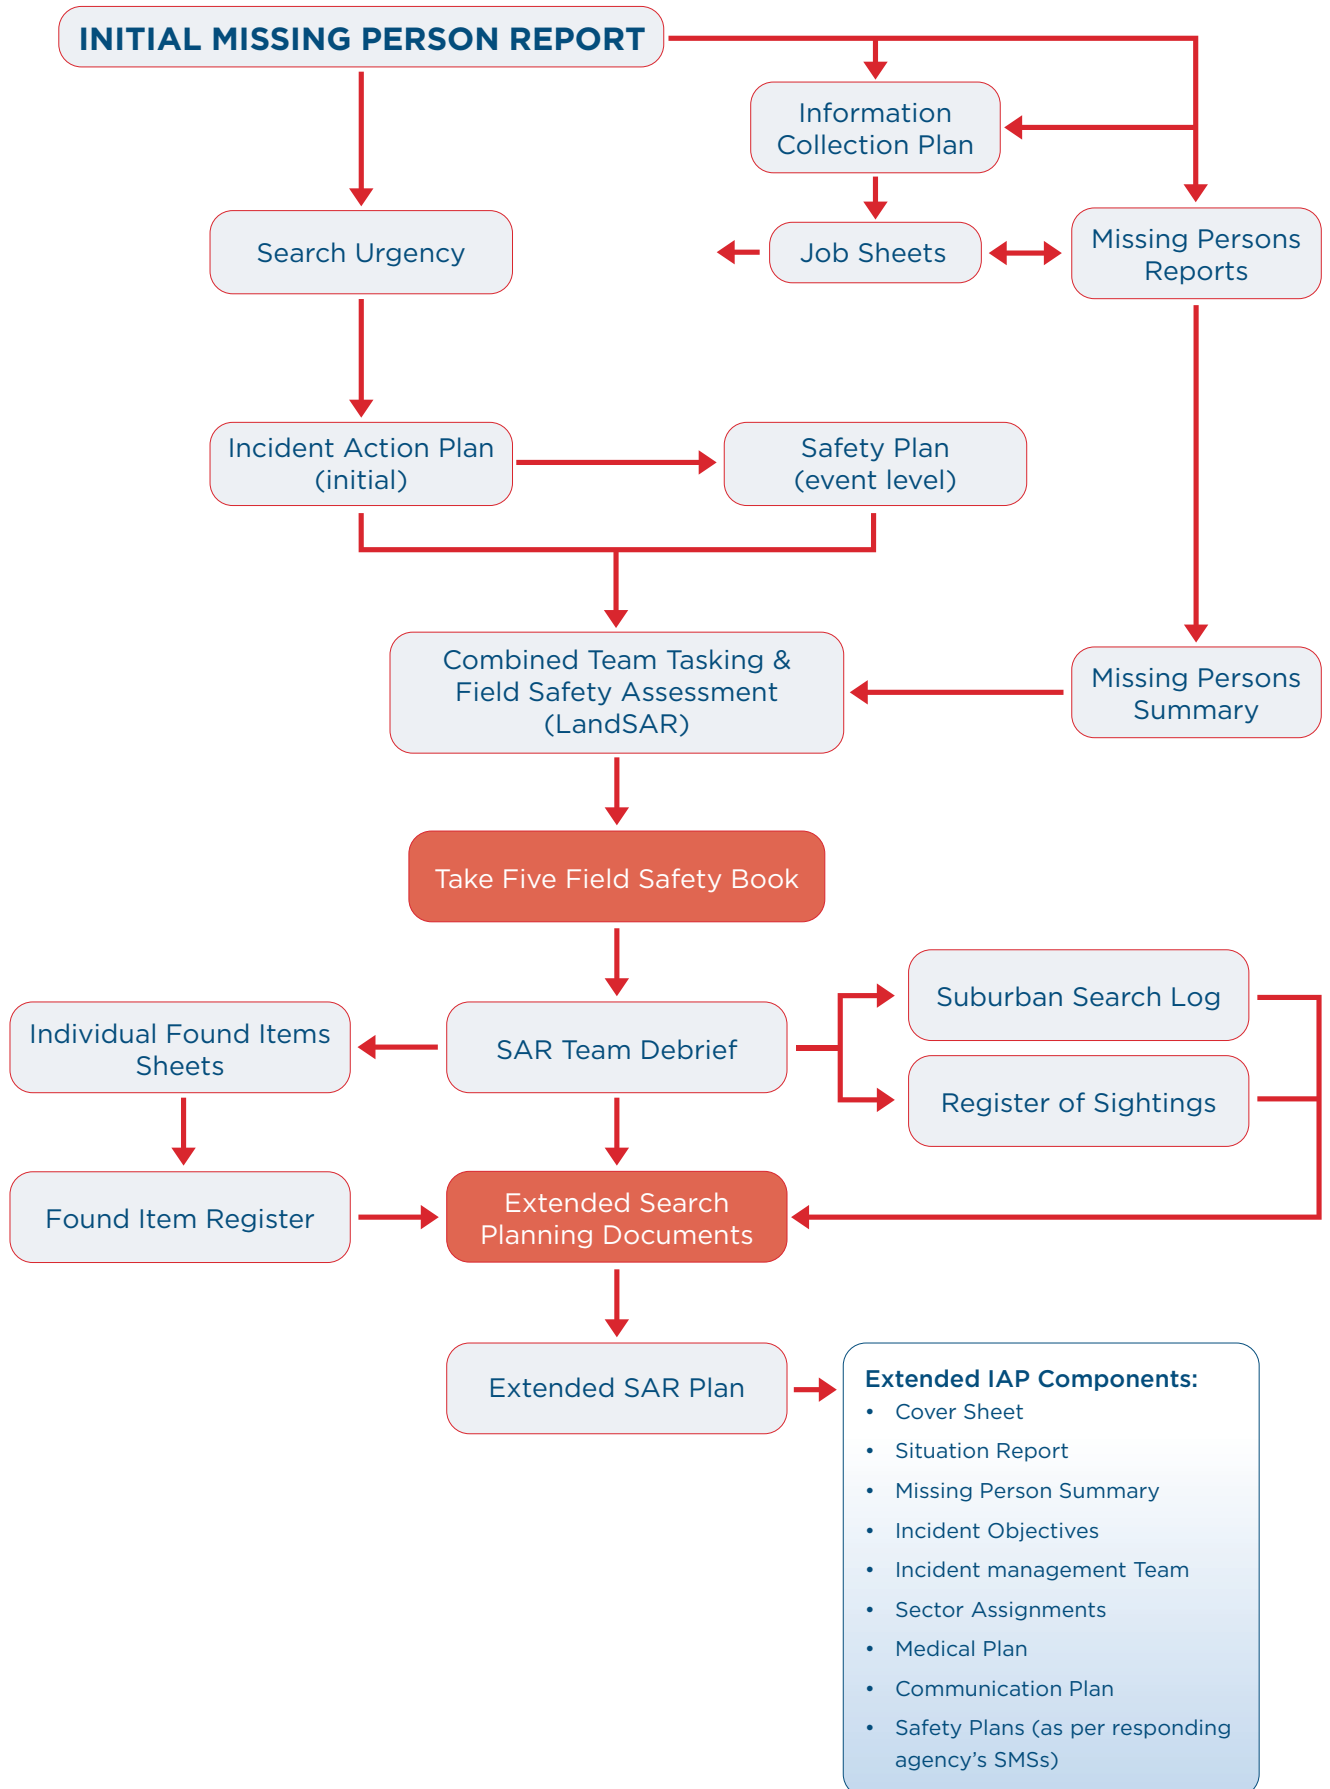 INITIAL MISSING PERSON REPORT
Information
Collection Plan
Search Urgency
Job Sheets
Missing Persons
Reports
Incident Action Plan
(initial)
Safety Plan
(event level)
Combined Team Tasking &
Field Safety Assessment
(LandSAR)
Missing Persons
Summary
Take Five Field Safety Book
Suburban Search Log
Individual Found Items
Sheets
SAR Team Debrief
Register of Sightings
Found Item Register
Extended Search
Planning Documents
Extended SAR Plan
Extended IAP Components:
• Cover Sheet
• Situation Report
• Missing Person Summary
• Incident Objectives
• Incident management Team
• Sector Assignments
• Medical Plan
• Communication Plan
• Safety Plans (as per responding
agency’s SMSs)